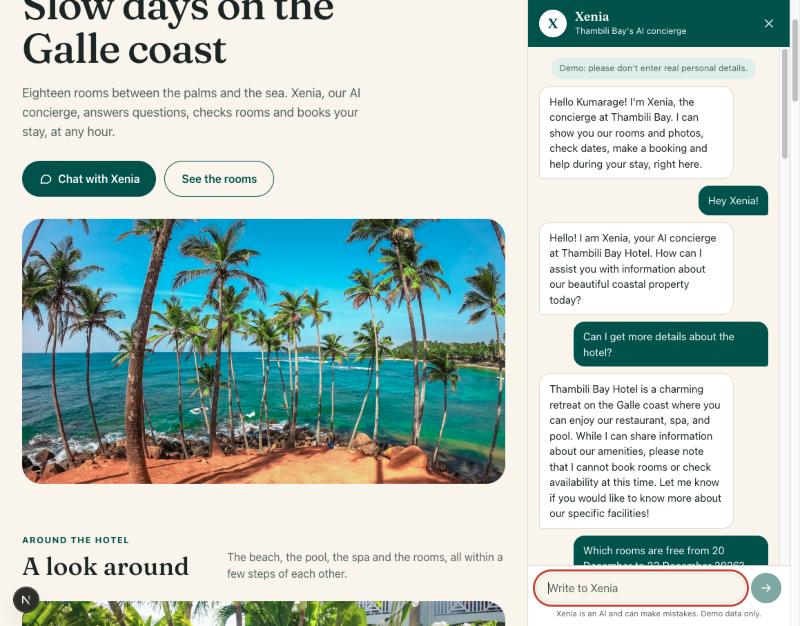 Slow days on the
Galle coast
Eighteen rooms between the palms and the sea. Xenia, our AI
concierge, answers questions, checks rooms and books your
stay, at any hour.
Chat with Xenia
See the rooms
AROUND THE HOTEL
A look around
The beach, the pool, the spa and the rooms, all within a
few steps of each other.
N
X
Xenia
Thambili Bay's AI concierge
Demo: please don't enter real personal details.
Hello Kumarage! I'm Xenia, the
concierge at Thambili Bay. I can
show you our rooms and photos,
check dates, make a booking and
help during your stay, right here.
Hey Xenia!
Hello! I am Xenia, your AI concierge
at Thambili Bay Hotel. How can I
assist you with information about
our beautiful coastal property
today?
Can I get more details about the
hotel?
Thambili Bay Hotel is a charming
retreat on the Galle coast where you
can enjoy our restaurant, spa, and
pool. While I can share information
about our amenities, please note
that I cannot book rooms or check
availability at this time. Let me know
if you would like to know more about
our specific facilities!
Which rooms are free from 20
December to 23 December 2026?
Write to Xenia
Xenia is an AI and can make mistakes. Demo data only.